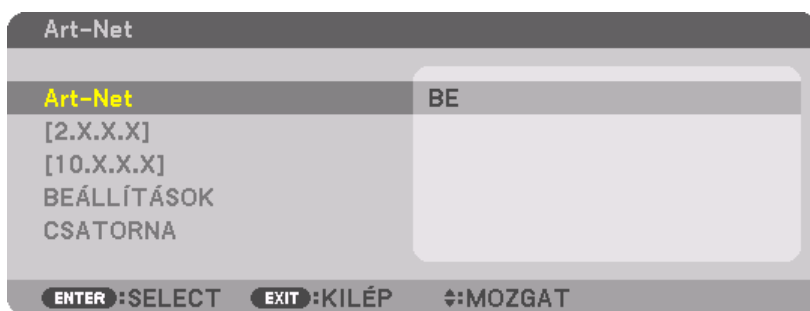 Art-Net
Art-Net BE
[2.X.X.X]
[10.X.X.X]
BEÁLLÍTÁSOK
CSATORNA
ENTER :SELECT EXIT :KILÉP :MOZGAT